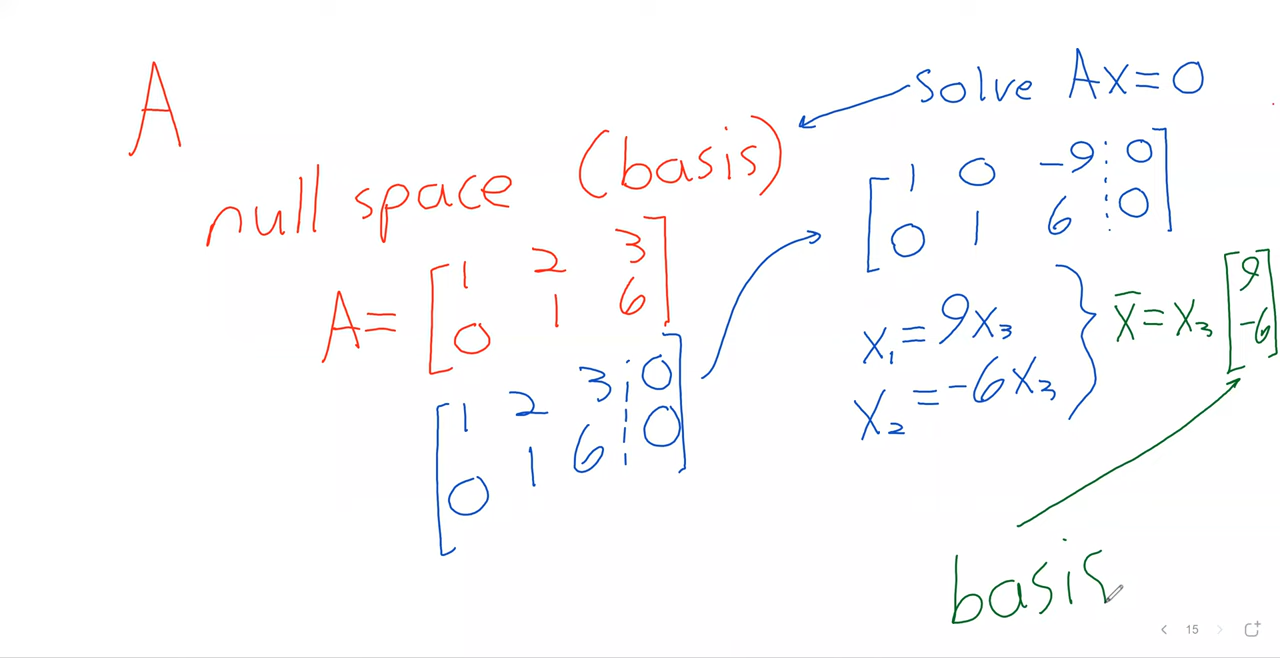 A
Solve Ax=0
null space (basis)
A= [1 2 3
0 1 6]
[1 2 3 ¦ 0
0 1 6 ¦ 0]
[1 0 -9 ¦ 0
0 1 6 ¦ 0]
x₁=9x₃
x₂=-6x₃
} x̄=x₃ [9
-6]
basis
15